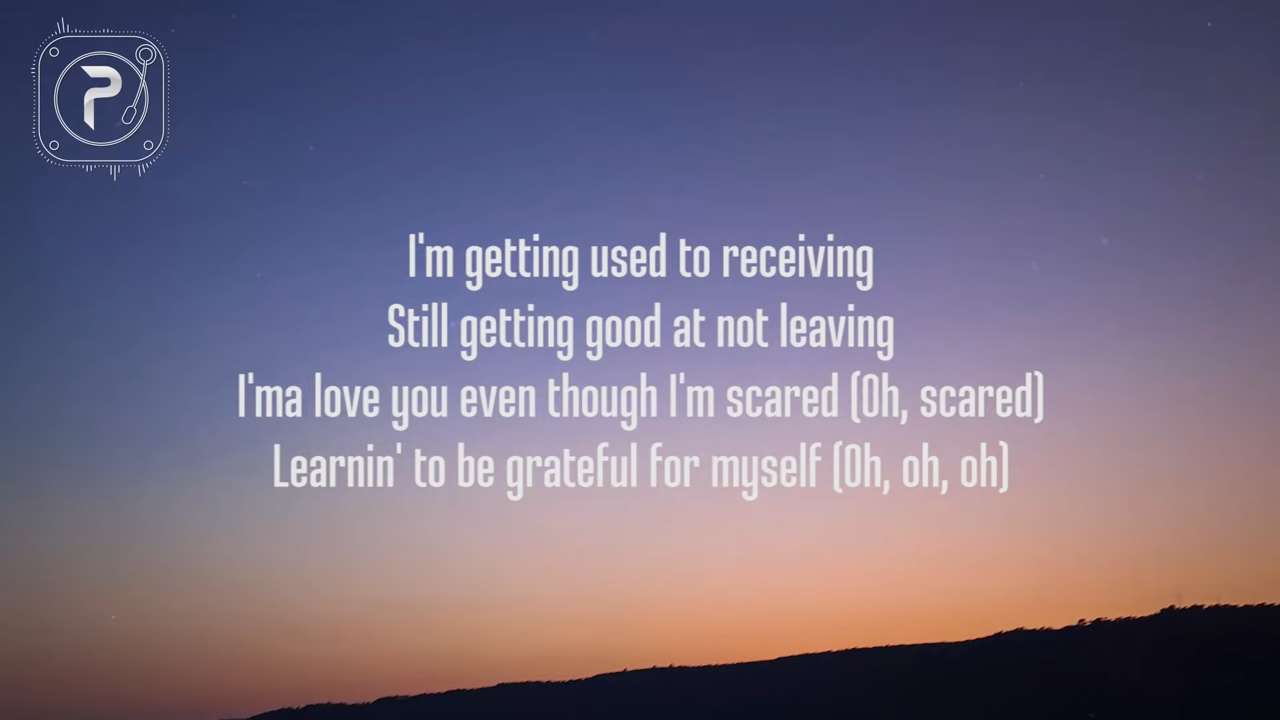 P
I'm getting used to receiving
Still getting good at not leaving
I'ma love you even though I'm scared (Oh, scared)
Learnin' to be grateful for myself (Oh, oh, oh)